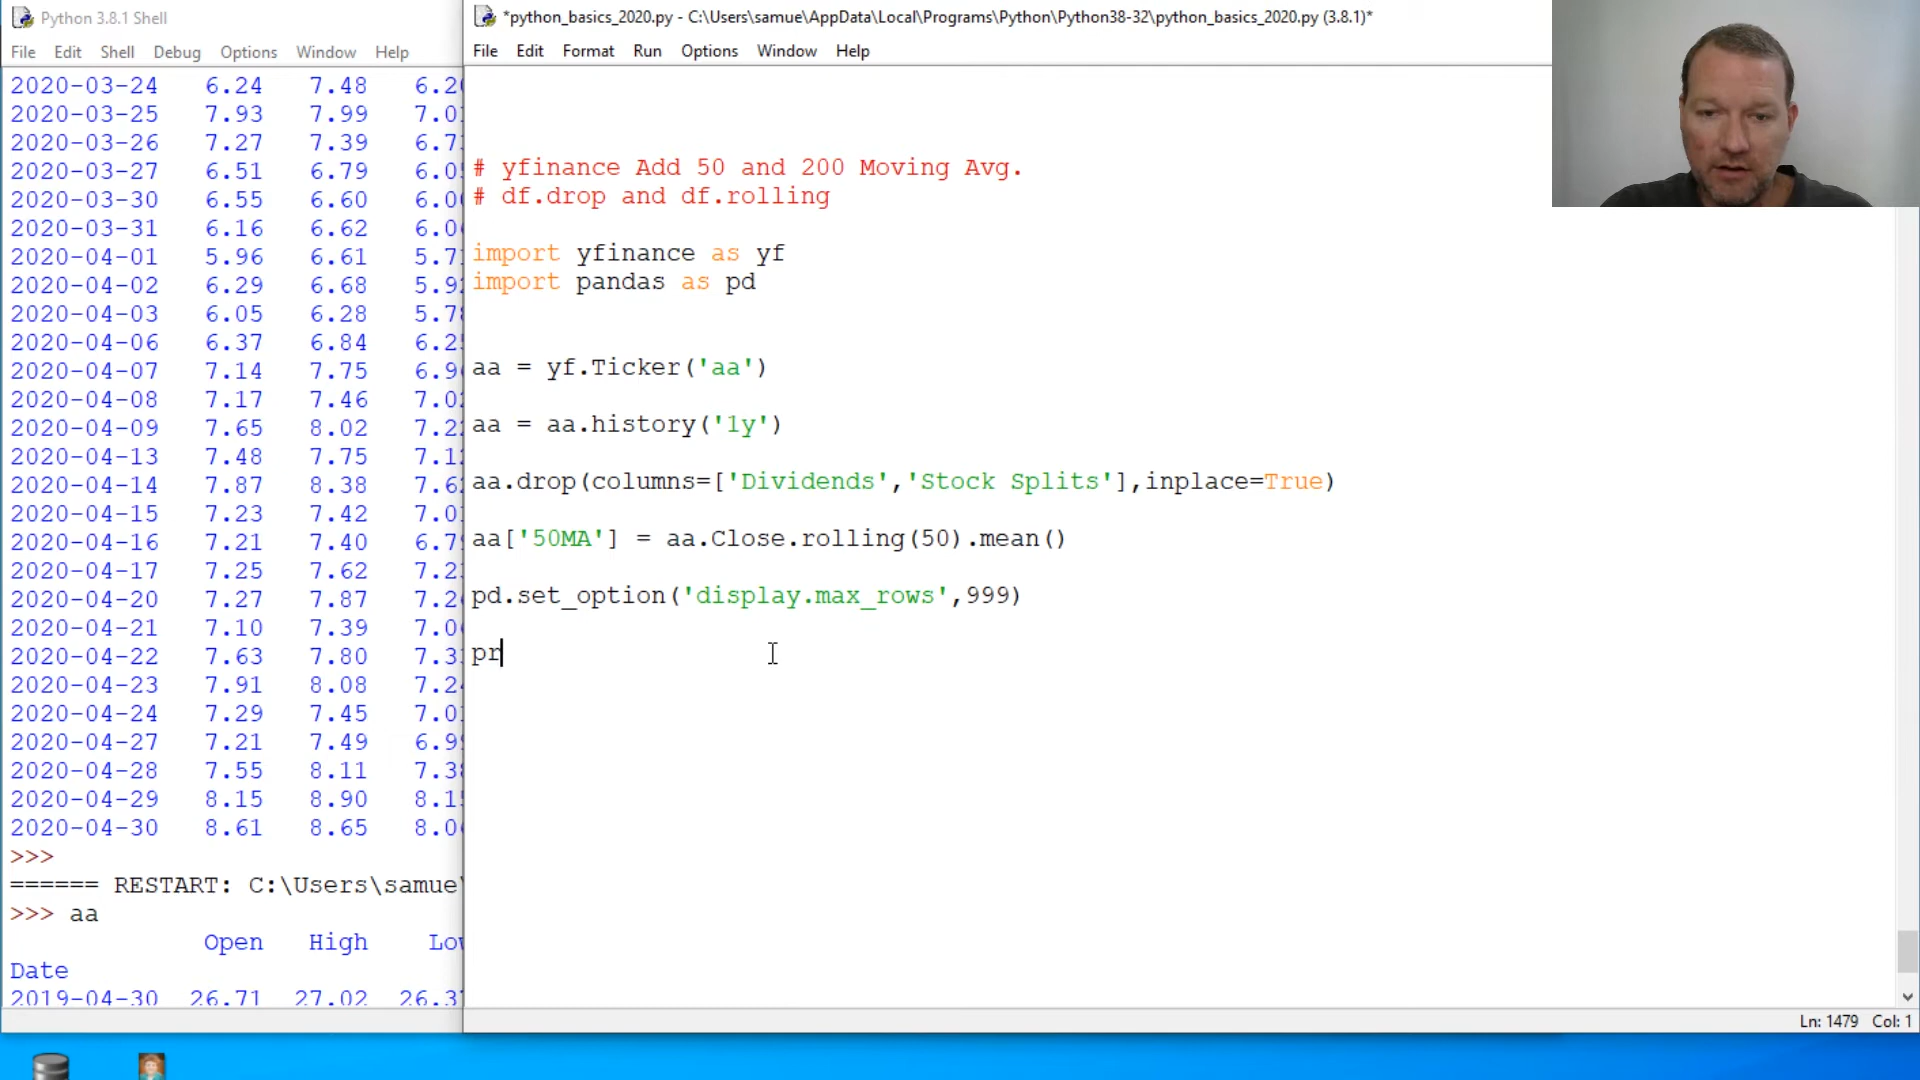 Python 3.8.1 Shell
File Edit Shell Debug Options Window Help
2020-03-24 6.24 7.48 6.20
2020-03-25 7.93 7.99 7.01
2020-03-26 7.27 7.39
2020-03-27 6.51 6.79
2020-03-30 6.55 6.60
2020-03-31 6.16 6.62
2020-04-01 5.96 6.61
2020-04-02 6.29 6.68
2020-04-03 6.05 6.28
2020-04-06 6.37 6.84
2020-04-07 7.14 7.75
2020-04-08 7.17 7.46
2020-04-09 7.65 8.02
2020-04-13 7.48 7.75
2020-04-14 7.87 8.38
2020-04-15 7.23 7.42
2020-04-16 7.21 7.40
2020-04-17 7.25 7.62
2020-04-20 7.27 7.87
2020-04-21 7.10 7.39
2020-04-22 7.63 7.80
2020-04-23 7.91 8.08
2020-04-24 7.29 7.45
2020-04-27 7.21 7.49
2020-04-28 7.55 8.11
2020-04-29 8.15 8.90
2020-04-30 8.61 8.65
>>>
====== RESTART: C:\Users\samue\
>>> aa
Open High Low
Date
2019-04-30 26.71 27.02
*python_basics_2020.py - C:\Users\samue\AppData\Local\Programs\Python\Python38-32\python_basics_2020.py (3.8.1)*
File Edit Format Run Options Window Help
# yfinance Add 50 and 200 Moving Avg.
# df.drop and df.rolling
import yfinance as yf
import pandas as pd
aa = yf.Ticker('aa')
aa = aa.history('1y')
aa.drop(columns=['Dividends','Stock Splits'],inplace=True)
aa['50MA'] = aa.Close.rolling(50).mean()
pd.set_option('display.max_rows',999)
pr
Ln: 1479 Col: 1